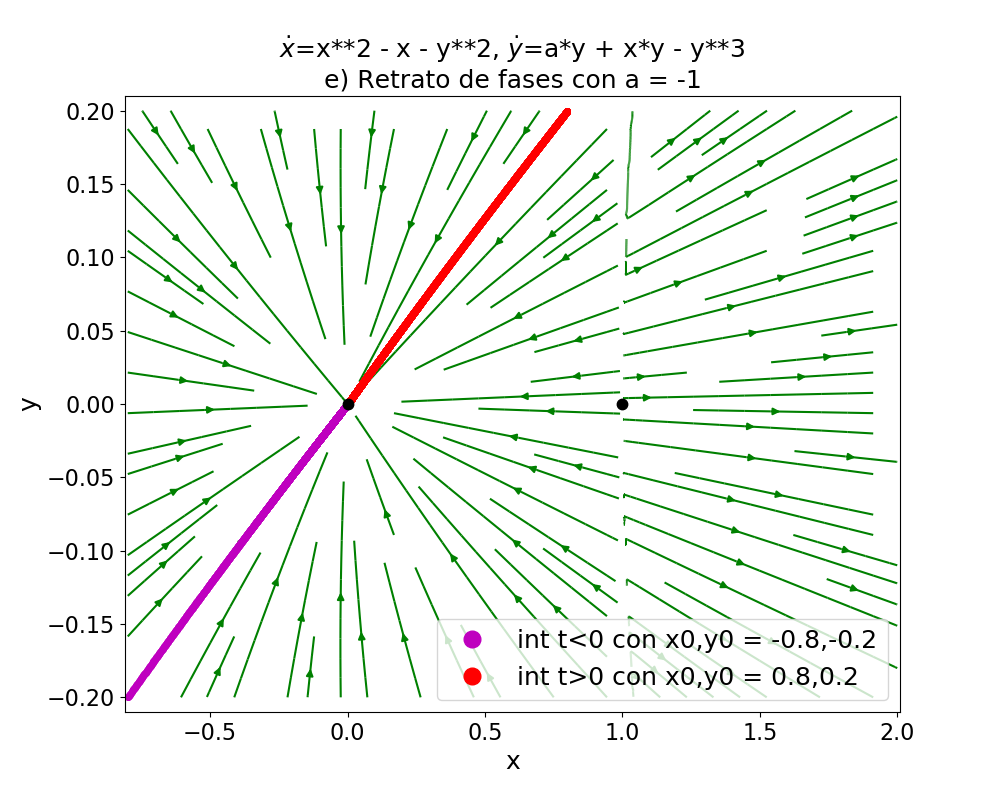 ẋ=x**2 - x - y**2, ẏ=a*y + x*y - y**3
e) Retrato de fases con a = -1
0.20
0.15
0.10
0.05
0.00
−0.05
−0.10
−0.15
−0.20
y
int t<0 con x0,y0 = -0.8,-0.2
int t>0 con x0,y0 = 0.8,0.2
−0.5
0.0
0.5
1.0
1.5
2.0
x